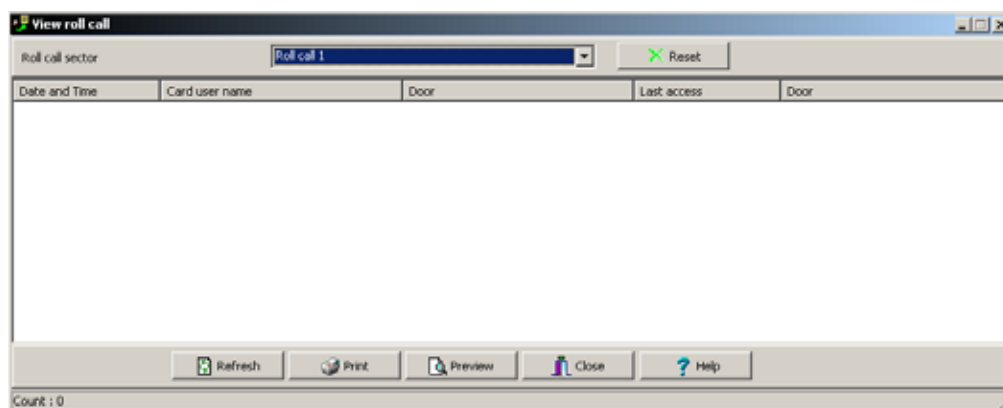 View roll call
Roll call sector Roll call 1 Reset
Date and Time Card user name Door Last access Door
Refresh Print Preview Close Help
Count : 0